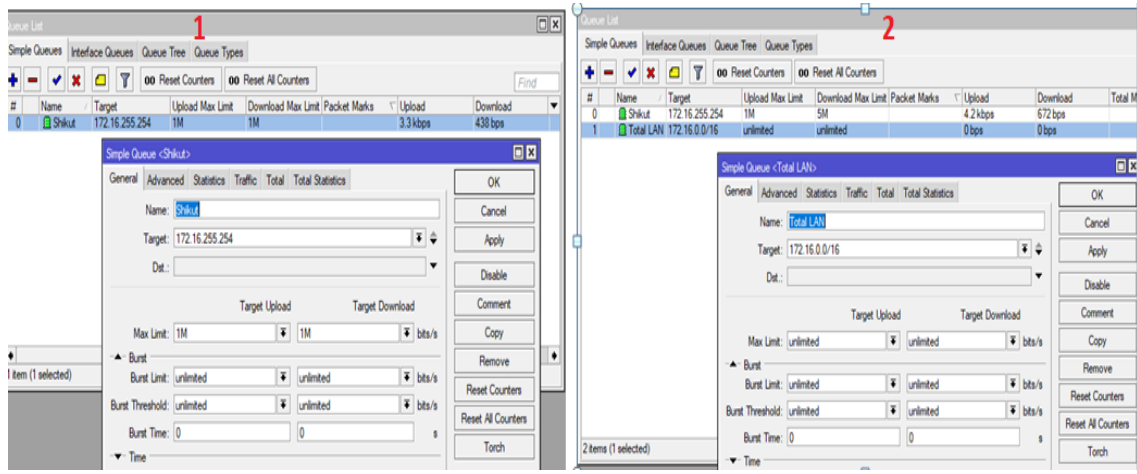 1
Queue List
Simple Queues Interface Queues Queue Tree Queue Types
00 Reset Counters 00 Reset All Counters Find
# Name Target Upload Max Limit Download Max Limit Packet Marks Upload Download
0 Shikut 172.16.255.254 1M 1M 3.3 kbps 438 bps
Simple Queue <Shikut>
General Advanced Statistics Traffic Total Total Statistics
Name: Shikut
Target: 172.16.255.254
Dst.:
Target Upload Target Download
Max Limit: 1M 1M bits/s
Burst
Burst Limit: unlimited unlimited bits/s
Burst Threshold: unlimited unlimited bits/s
Burst Time: 0 0 s
Time
OK
Cancel
Apply
Disable
Comment
Copy
Remove
Reset Counters
Reset All Counters
Torch
1 item (1 selected)
2
Queue List
Simple Queues Interface Queues Queue Tree Queue Types
00 Reset Counters 00 Reset All Counters
# Name Target Upload Max Limit Download Max Limit Packet Marks Upload Download Total M
0 Shikut 172.16.255.254 1M 5M 4.2 kbps 672 bps
1 Total LAN 172.16.0.0/16 unlimited unlimited 0 bps 0 bps
Simple Queue <Total LAN>
General Advanced Statistics Traffic Total Total Statistics
Name: Total LAN
Target: 172.16.0.0/16
Dst.:
Target Upload Target Download
Max Limit: unlimited unlimited bits/s
Burst
Burst Limit: unlimited unlimited bits/s
Burst Threshold: unlimited unlimited bits/s
Burst Time: 0 0 s
Time
OK
Cancel
Apply
Disable
Comment
Copy
Remove
Reset Counters
Reset All Counters
Torch
2 items (1 selected)